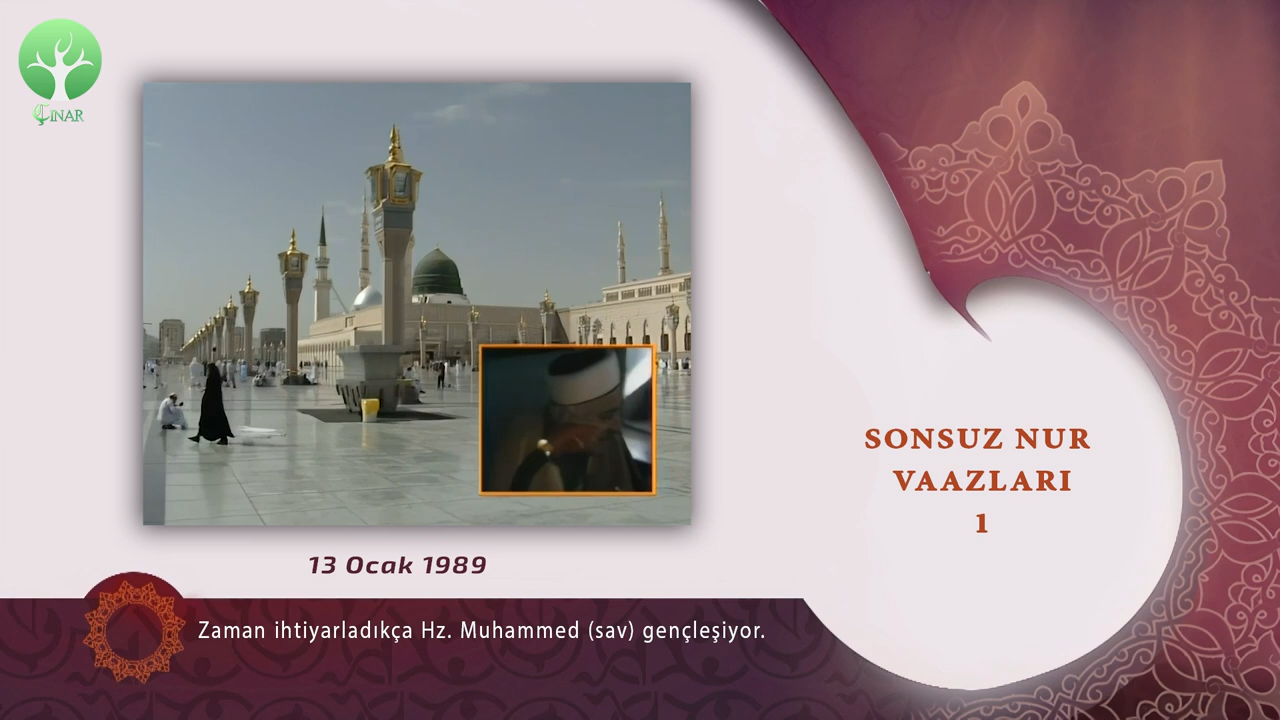 ÇINAR
SONSUZ NUR
VAAZLARI
1
13 Ocak 1989
Zaman ihtiyarladıkça Hz. Muhammed (sav) gençleşiyor.